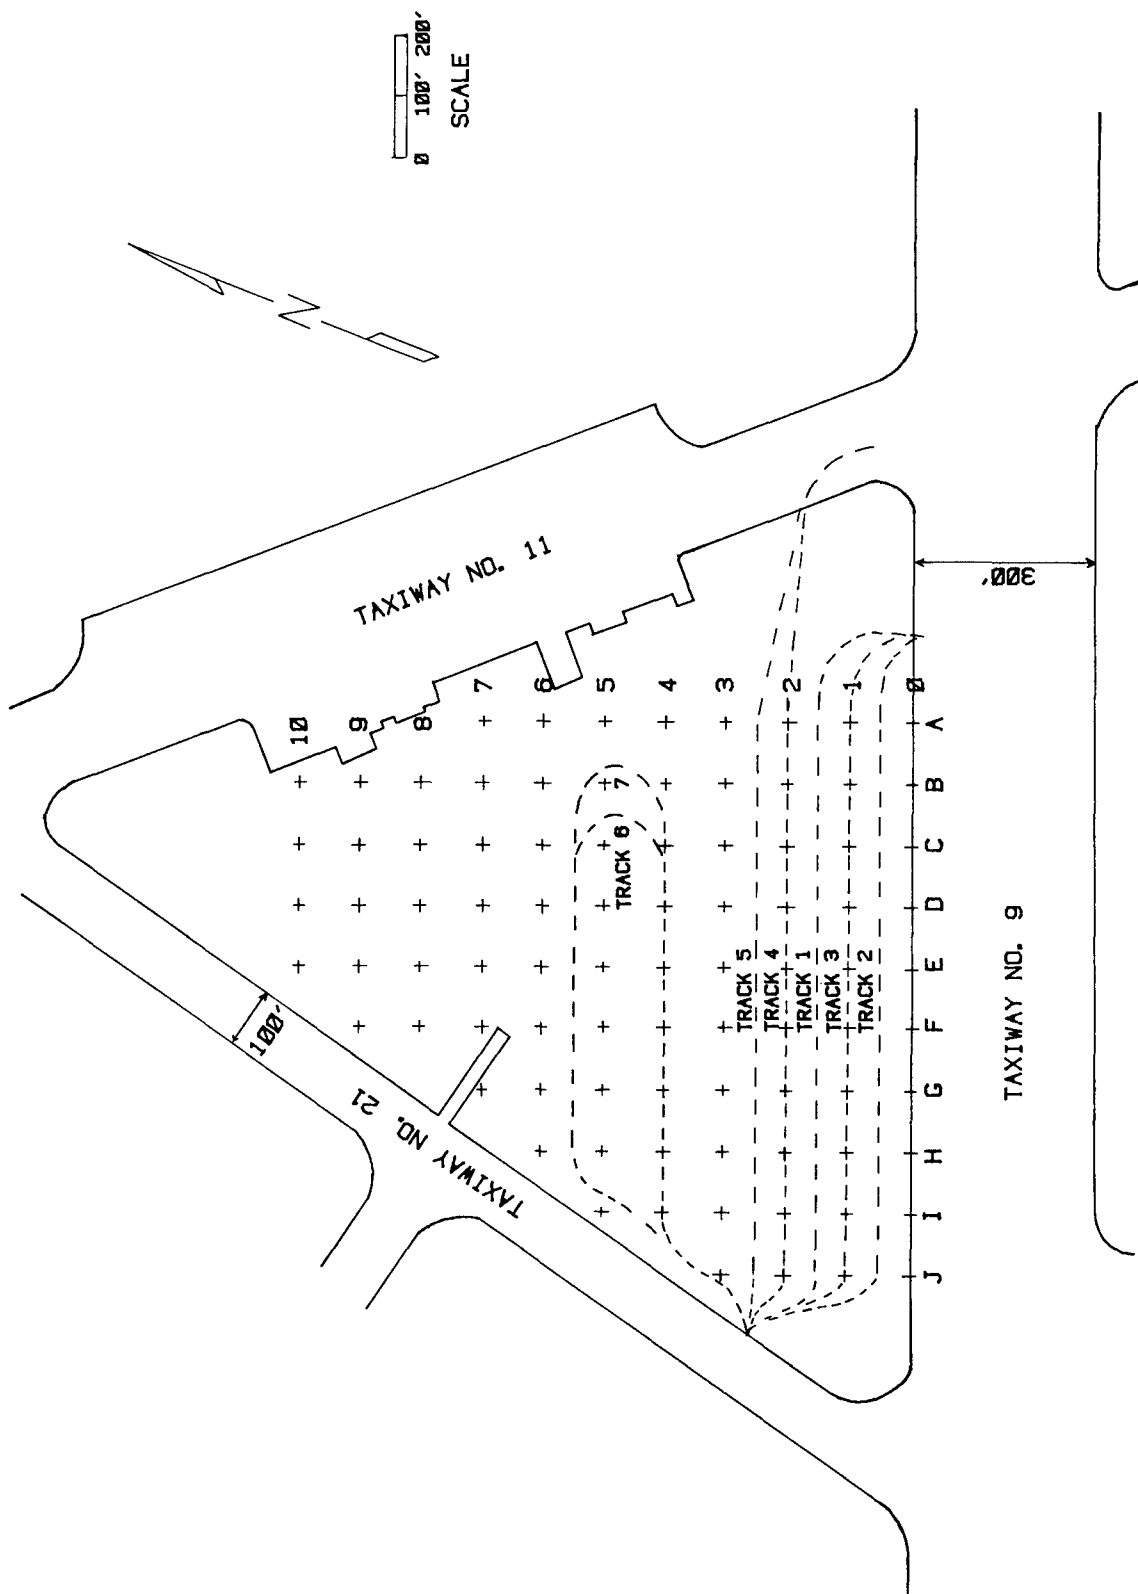 0 100' 200'
SCALE
N
TAXIWAY NO. 11
10
9
8
7
6
5
4
3
2
1
0
100'
TAXIWAY NO. 21
7
TRACK 6
TRACK 5
TRACK 4
TRACK 1
TRACK 3
TRACK 2
300'
A
B
C
D
E
F
G
H
I
J
TAXIWAY NO. 9